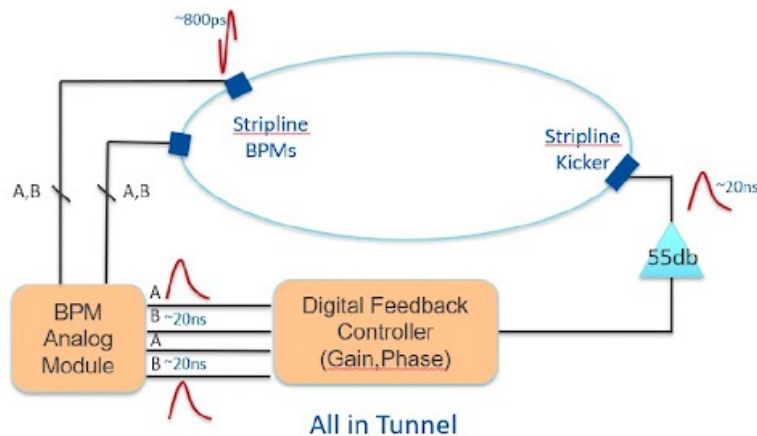 ~800ps
Stripline
BPMs
Stripline
Kicker
A,B
A,B
~20ns
55db
BPM
Analog
Module
A
B ~20ns
A
B ~20ns
Digital Feedback
Controller
(Gain,Phase)
All in Tunnel